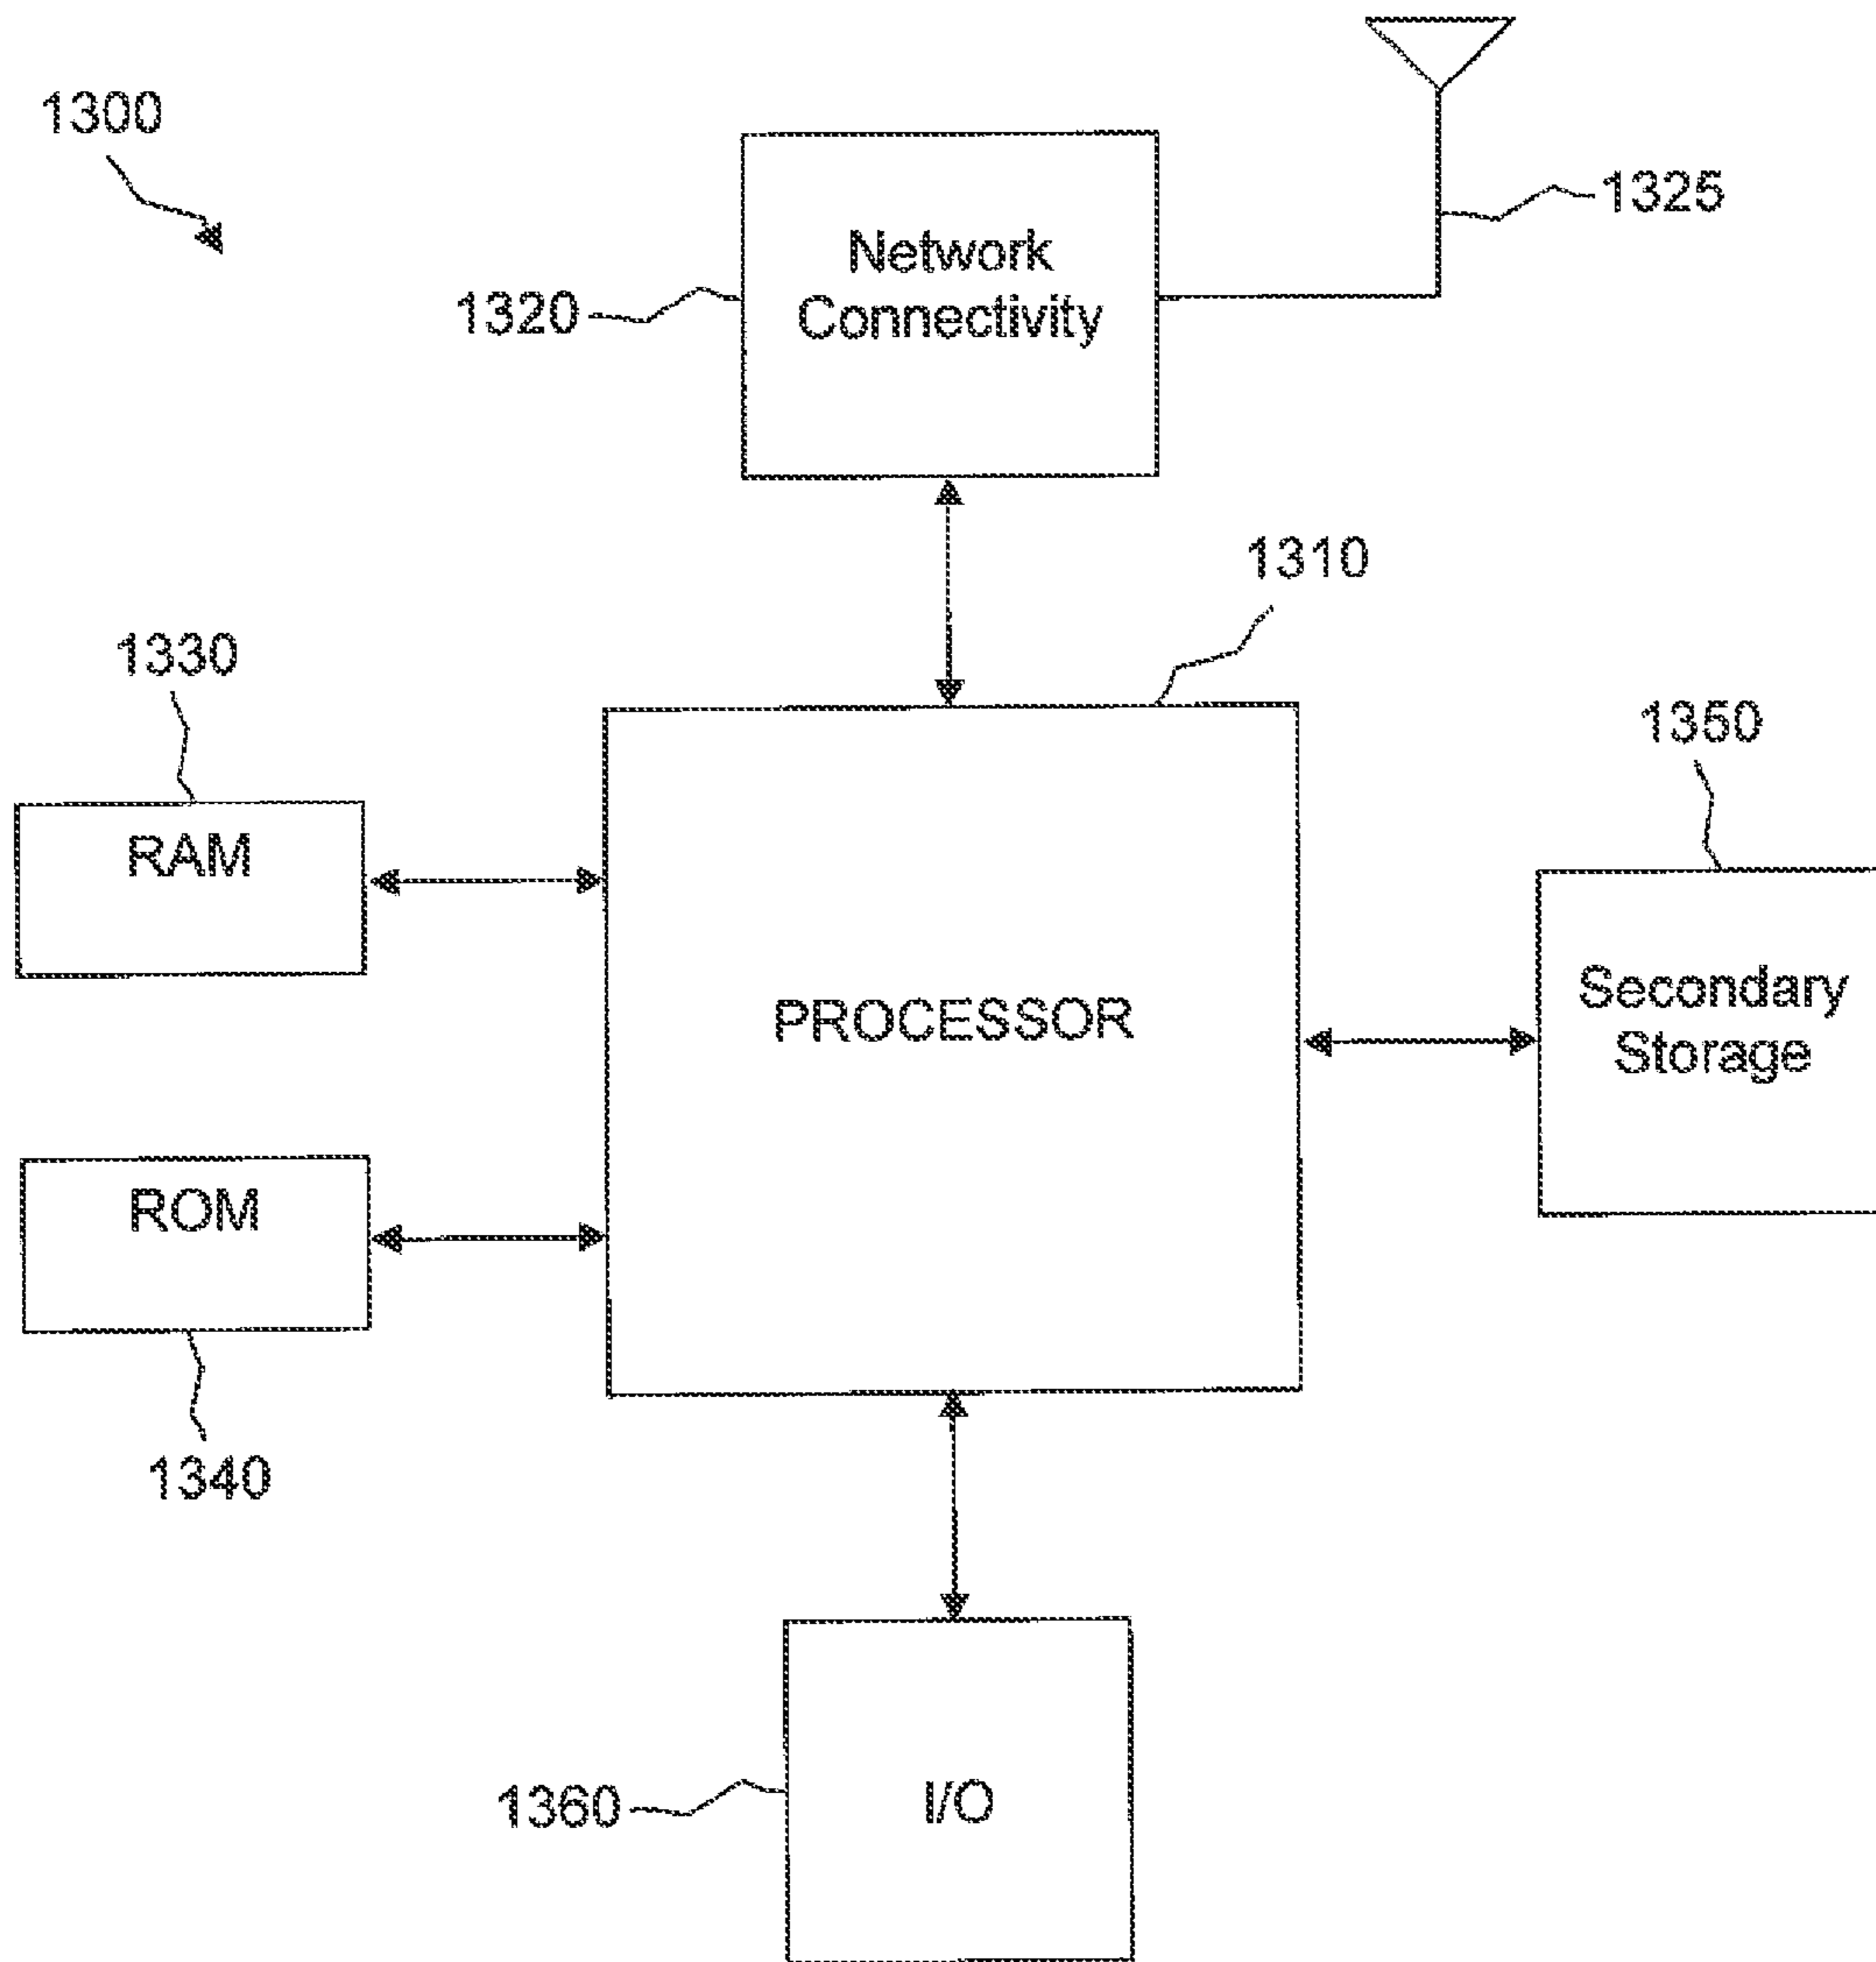 1300
Network
Connectivity
1320
1325
1310
1330
RAM
1350
PROCESSOR
Secondary
Storage
ROM
1340
1360
I/O